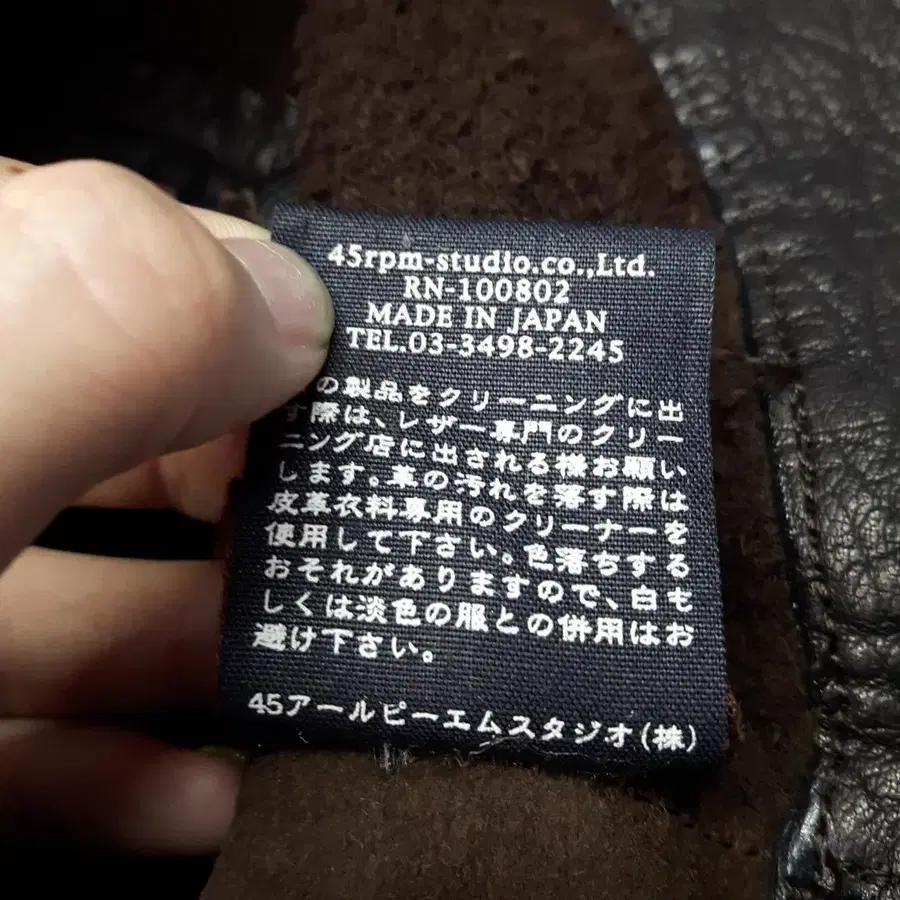 45rpm-studio.co.,Ltd.
RN-100802
MADE IN JAPAN
TEL.03-3498-2245
の製品をクリーニングに出
す際は、レザー専門のクリー
ニング店に出される様お願い
します。革の汚れを落す際は
皮革衣料専用のクリーナーを
使用して下さい。色落ちする
おそれがありますので、白も
しくは淡色の服との併用はお
避け下さい。
45アールピーエムスタジオ(株)